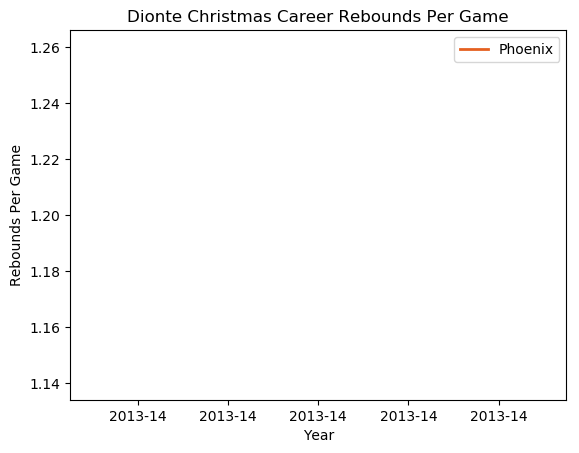 Dionte Christmas Career Rebounds Per Game
Phoenix
1.26
1.24
1.22
1.20
1.18
1.16
1.14
Rebounds Per Game
2013-14 2013-14 2013-14 2013-14 2013-14
Year